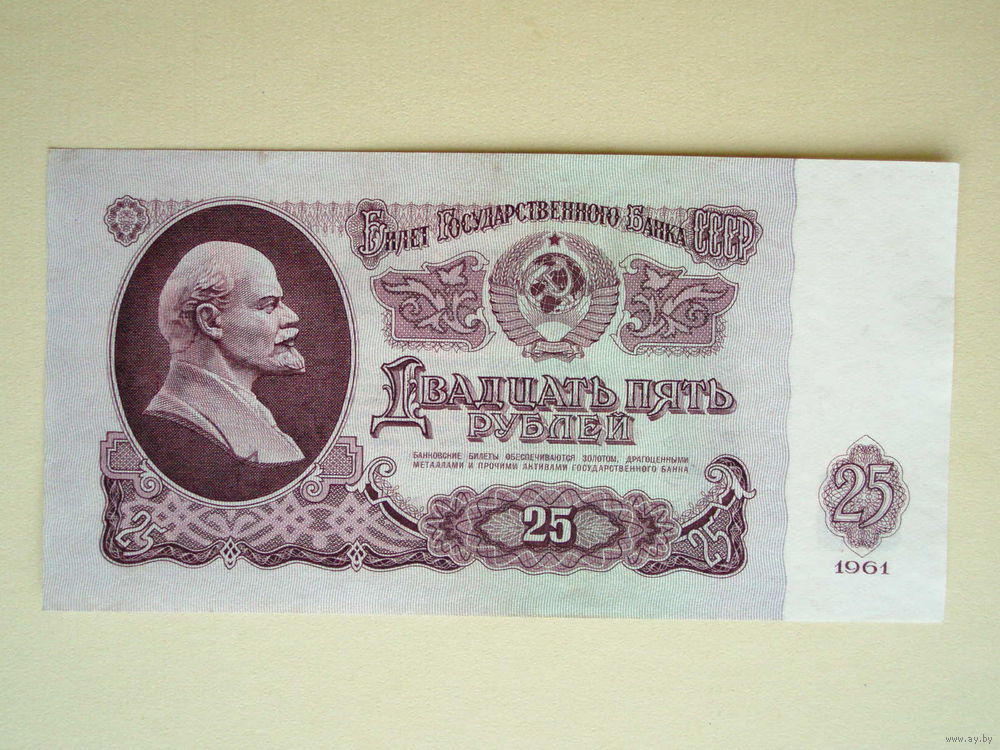 Билет Государственного Банка СССР
Двадцать пять
рублей
БАНКОВСКИЕ БИЛЕТЫ ОБЕСПЕЧИВАЮТСЯ ЗОЛОТОМ, ДРАГОЦЕННЫМИ
МЕТАЛЛАМИ И ПРОЧИМИ АКТИВАМИ ГОСУДАРСТВЕННОГО БАНКА
25
25
25
25
1961
www.ay.by